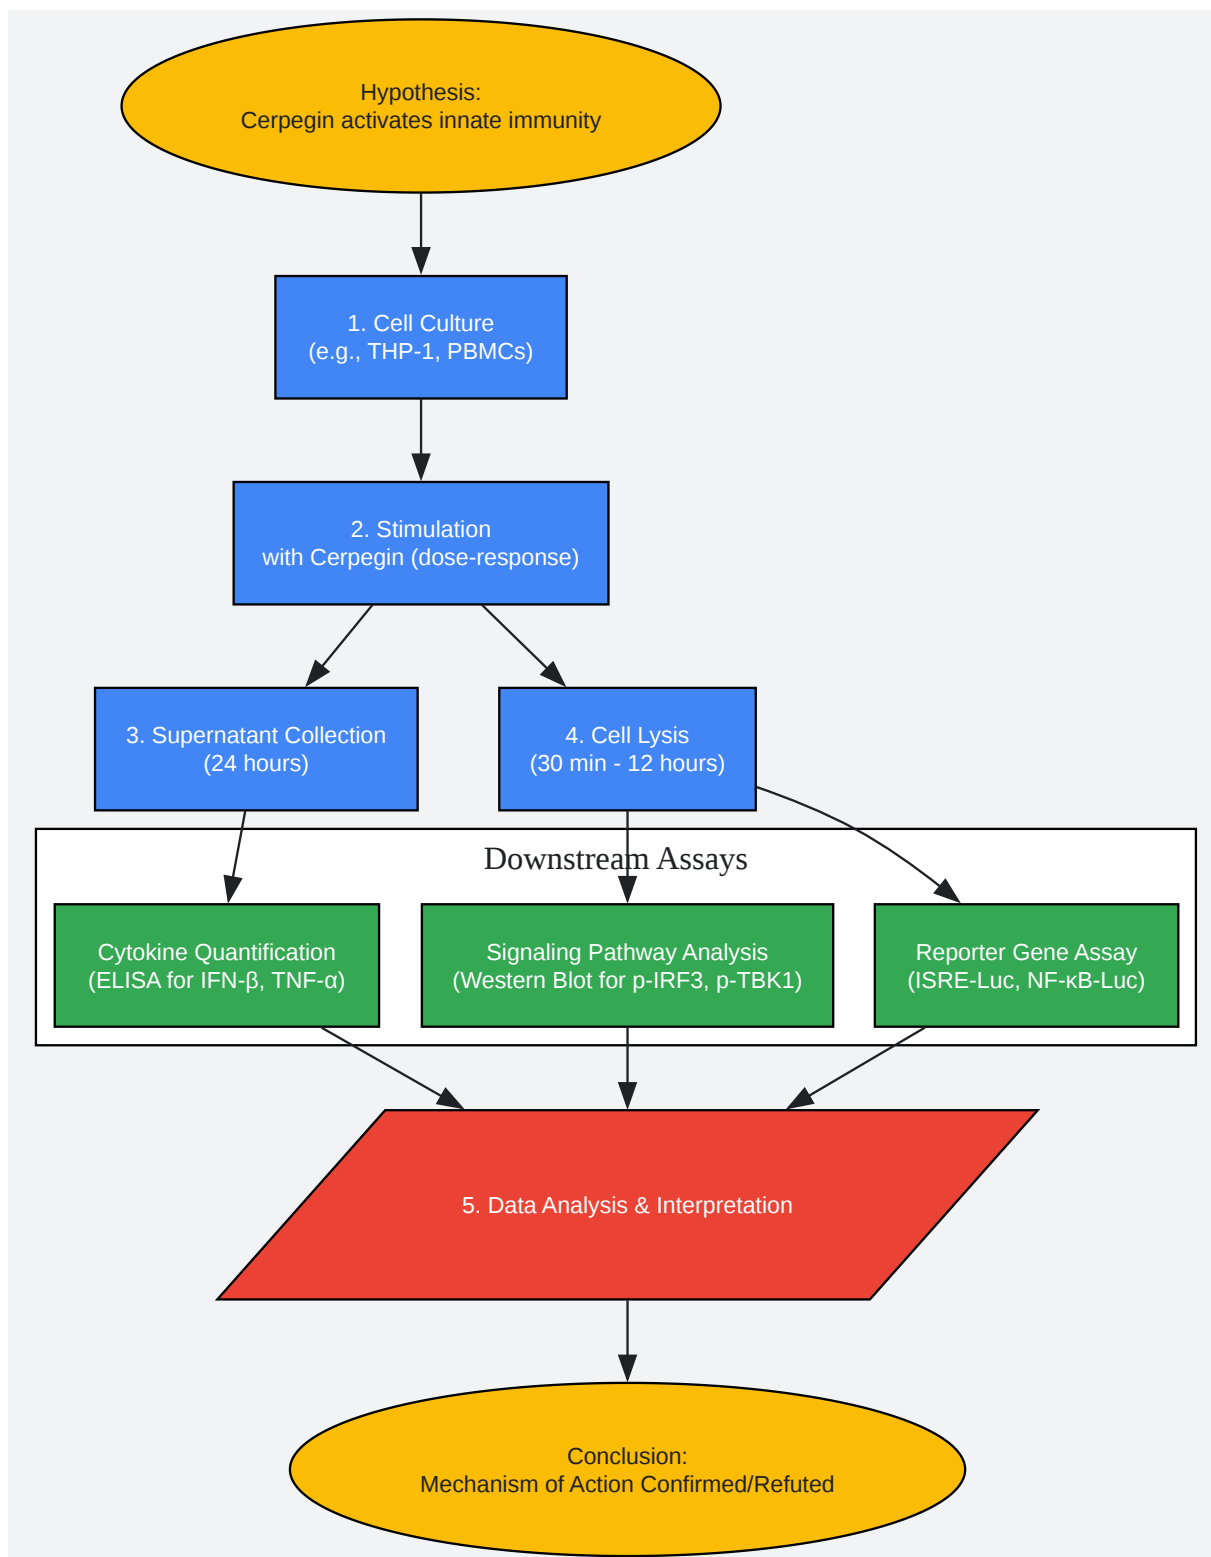 Hypothesis:
Cerpegin activates innate immunity
1. Cell Culture
(e.g., THP-1, PBMCs)
2. Stimulation
with Cerpegin (dose-response)
3. Supernatant Collection
(24 hours)
4. Cell Lysis
(30 min - 12 hours)
Downstream Assays
Cytokine Quantification
(ELISA for IFN-β, TNF-α)
Signaling Pathway Analysis
(Western Blot for p-IRF3, p-TBK1)
Reporter Gene Assay
(ISRE-Luc, NF-κB-Luc)
5. Data Analysis & Interpretation
Conclusion:
Mechanism of Action Confirmed/Refuted